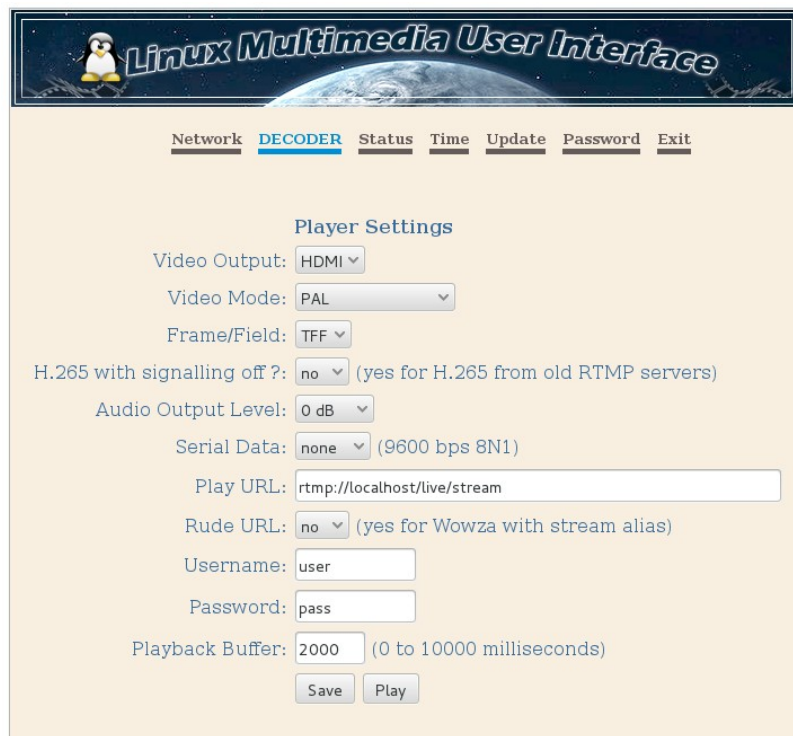 Linux Multimedia User Interface
Network DECODER Status Time Update Password Exit
Player Settings
Video Output: HDMI
Video Mode: PAL
Frame/Field: TFF
H.265 with signalling off ?: no (yes for H.265 from old RTMP servers)
Audio Output Level: 0 dB
Serial Data: none (9600 bps 8N1)
Play URL: rtmp://localhost/live/stream
Rude URL: no (yes for Wowza with stream alias)
Username: user
Password: pass
Playback Buffer: 2000 (0 to 10000 milliseconds)
Save Play